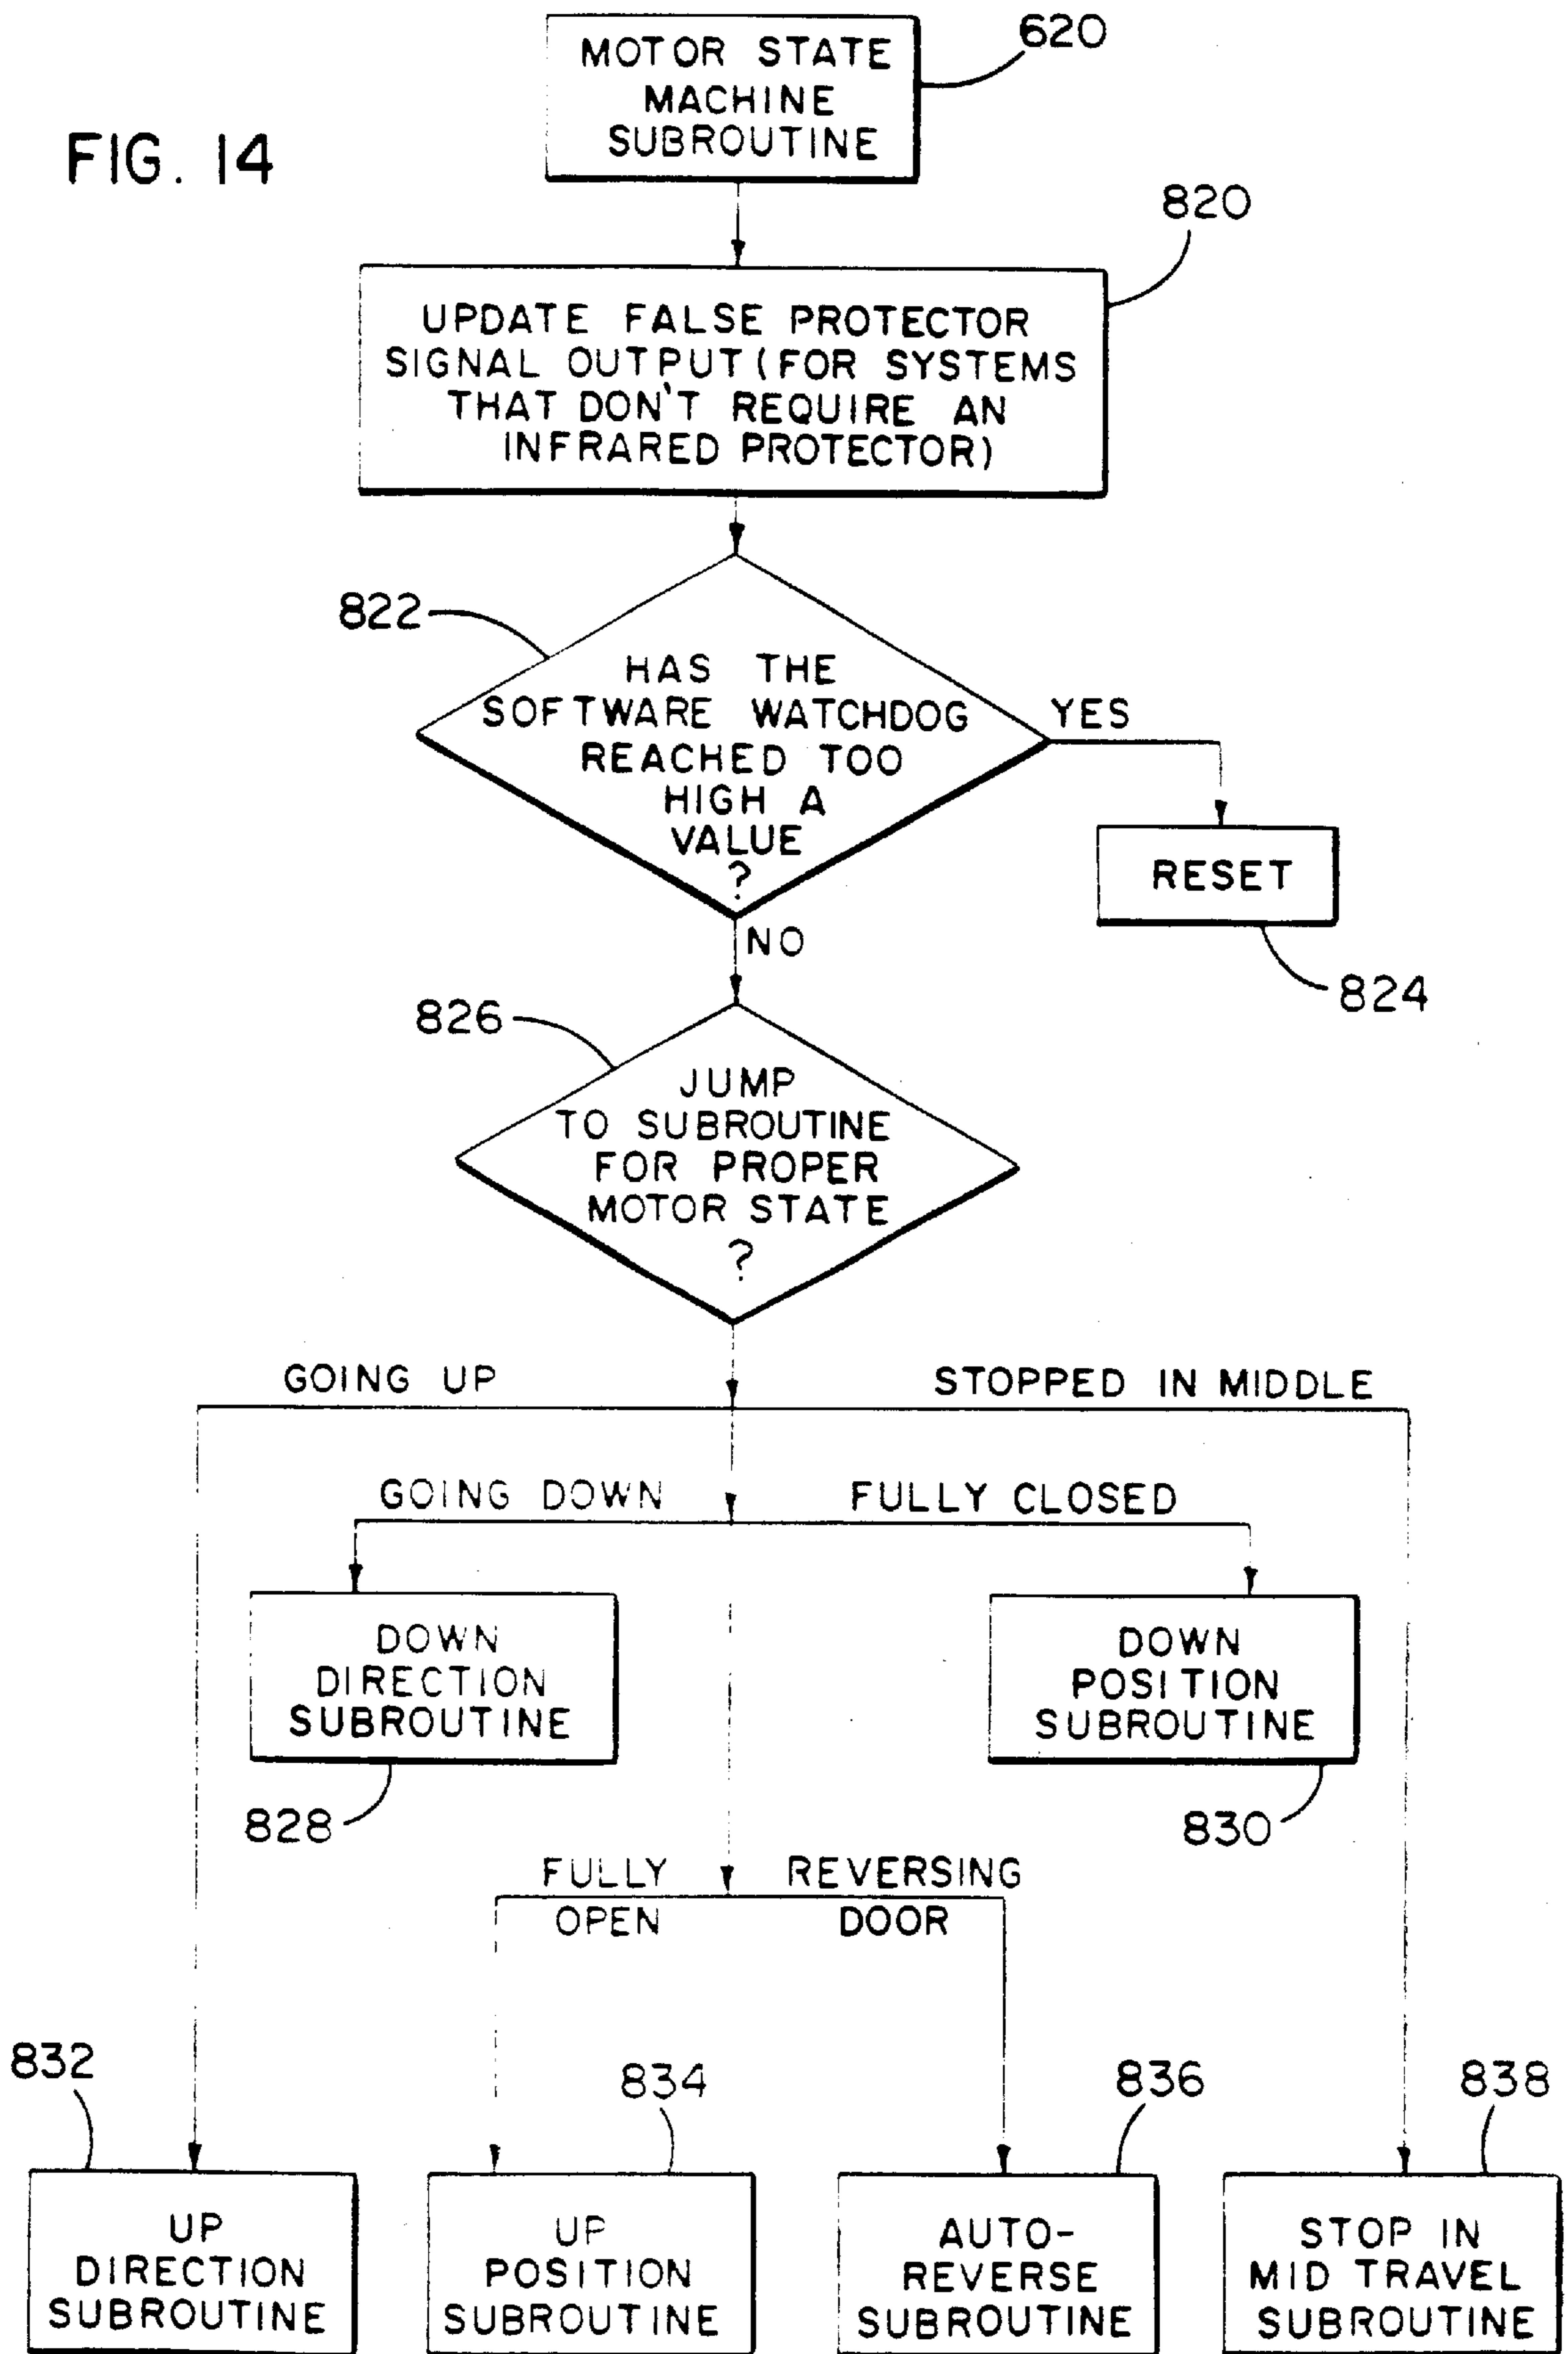 FIG. 14
MOTOR STATE
MACHINE
SUBROUTINE
620
820
UPDATE FALSE PROTECTOR
SIGNAL OUTPUT (FOR SYSTEMS
THAT DON'T REQUIRE AN
INFRARED PROTECTOR)
822
HAS THE
SOFTWARE WATCHDOG
REACHED TOO
HIGH A
VALUE
?
YES
RESET
824
NO
826
JUMP
TO SUBROUTINE
FOR PROPER
MOTOR STATE
?
GOING UP
STOPPED IN MIDDLE
GOING DOWN
FULLY CLOSED
DOWN
DIRECTION
SUBROUTINE
828
DOWN
POSITION
SUBROUTINE
830
FULLY
OPEN
REVERSING
DOOR
832
UP
DIRECTION
SUBROUTINE
834
UP
POSITION
SUBROUTINE
836
AUTO-
REVERSE
SUBROUTINE
838
STOP IN
MID TRAVEL
SUBROUTINE